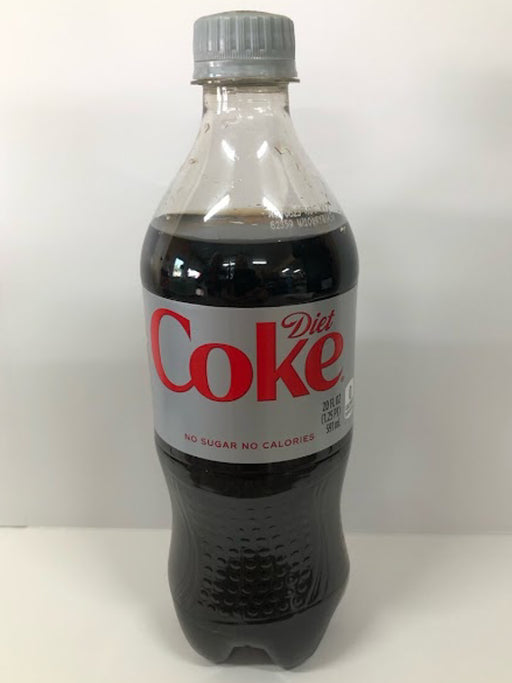 Diet
Coke
20 FL OZ
(1.25 PT)
591 mL
NO SUGAR NO CALORIES